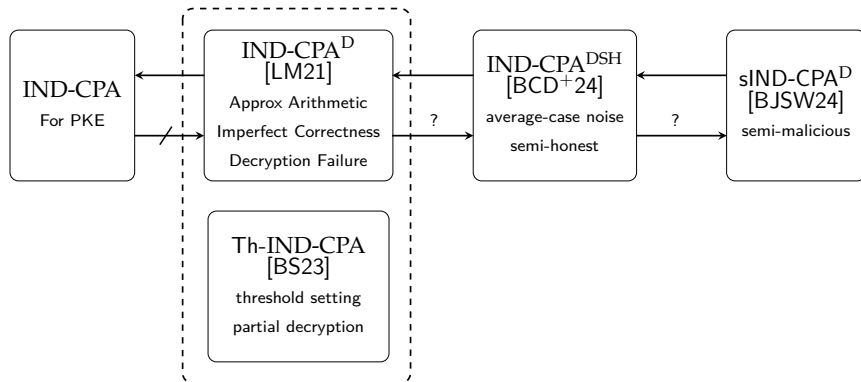 IND-CPA
For PKE
IND-CPA^D
[LM21]
Approx Arithmetic
Imperfect Correctness
Decryption Failure
?
IND-CPA^DSH
[BCD⁺24]
average-case noise
semi-honest
?
sIND-CPA^D
[BJSW24]
semi-malicious
Th-IND-CPA
[BS23]
threshold setting
partial decryption